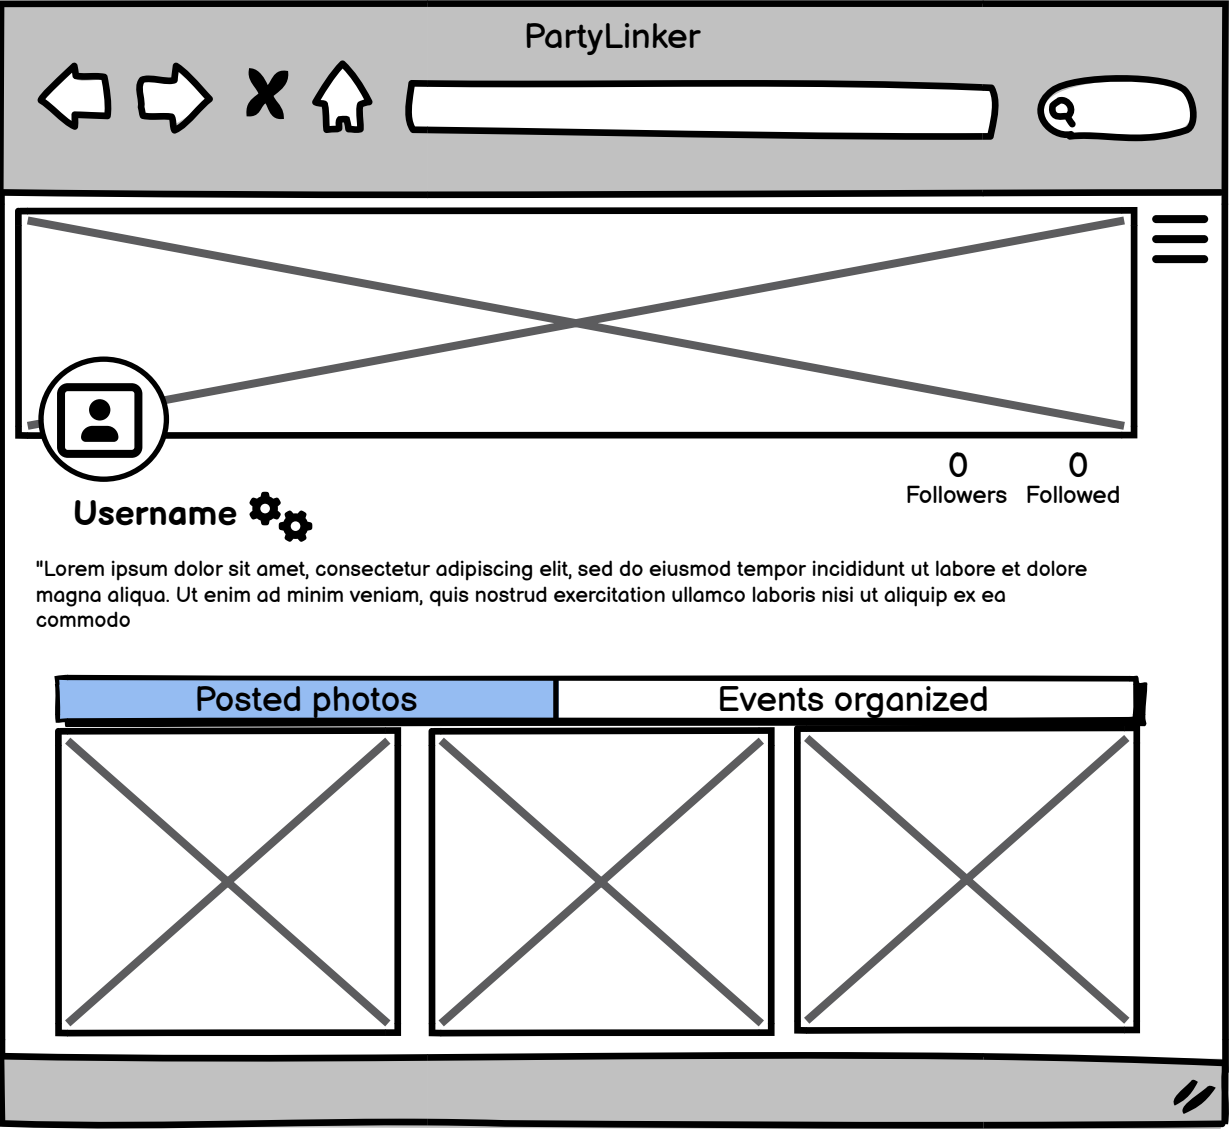 PartyLinker
0 0
Followers Followed
Username
"Lorem ipsum dolor sit amet, consectetur adipiscing elit, sed do eiusmod tempor incididunt ut labore et dolore
magna aliqua. Ut enim ad minim veniam, quis nostrud exercitation ullamco laboris nisi ut aliquip ex ea
commodo
Posted photos Events organized